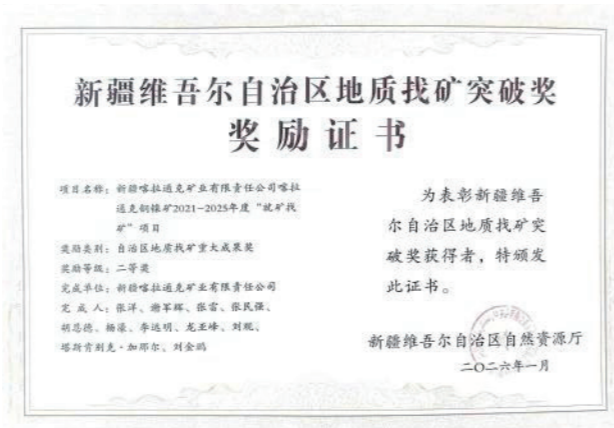 新疆维吾尔自治区地质找矿突破奖
奖励证书
项目名称：新疆喀拉通克矿业有限责任公司喀拉
通克铜镍矿2021-2025年度“就矿找
矿”项目
奖励类别：自治区地质找矿重大成果奖
奖励等级：二等奖
完成单位：新疆喀拉通克矿业有限责任公司
完成人：张洋、谢军辉、张雷、张民强、
胡思德、杨濠、李远明、龙亚峰、刘观、
塔斯肯别克·加那尔、刘金鹏
为表彰新疆维吾
尔自治区地质找矿突
破奖获得者，特颁发
此证书。
新疆维吾尔自治区自然资源厅
二〇二六年一月